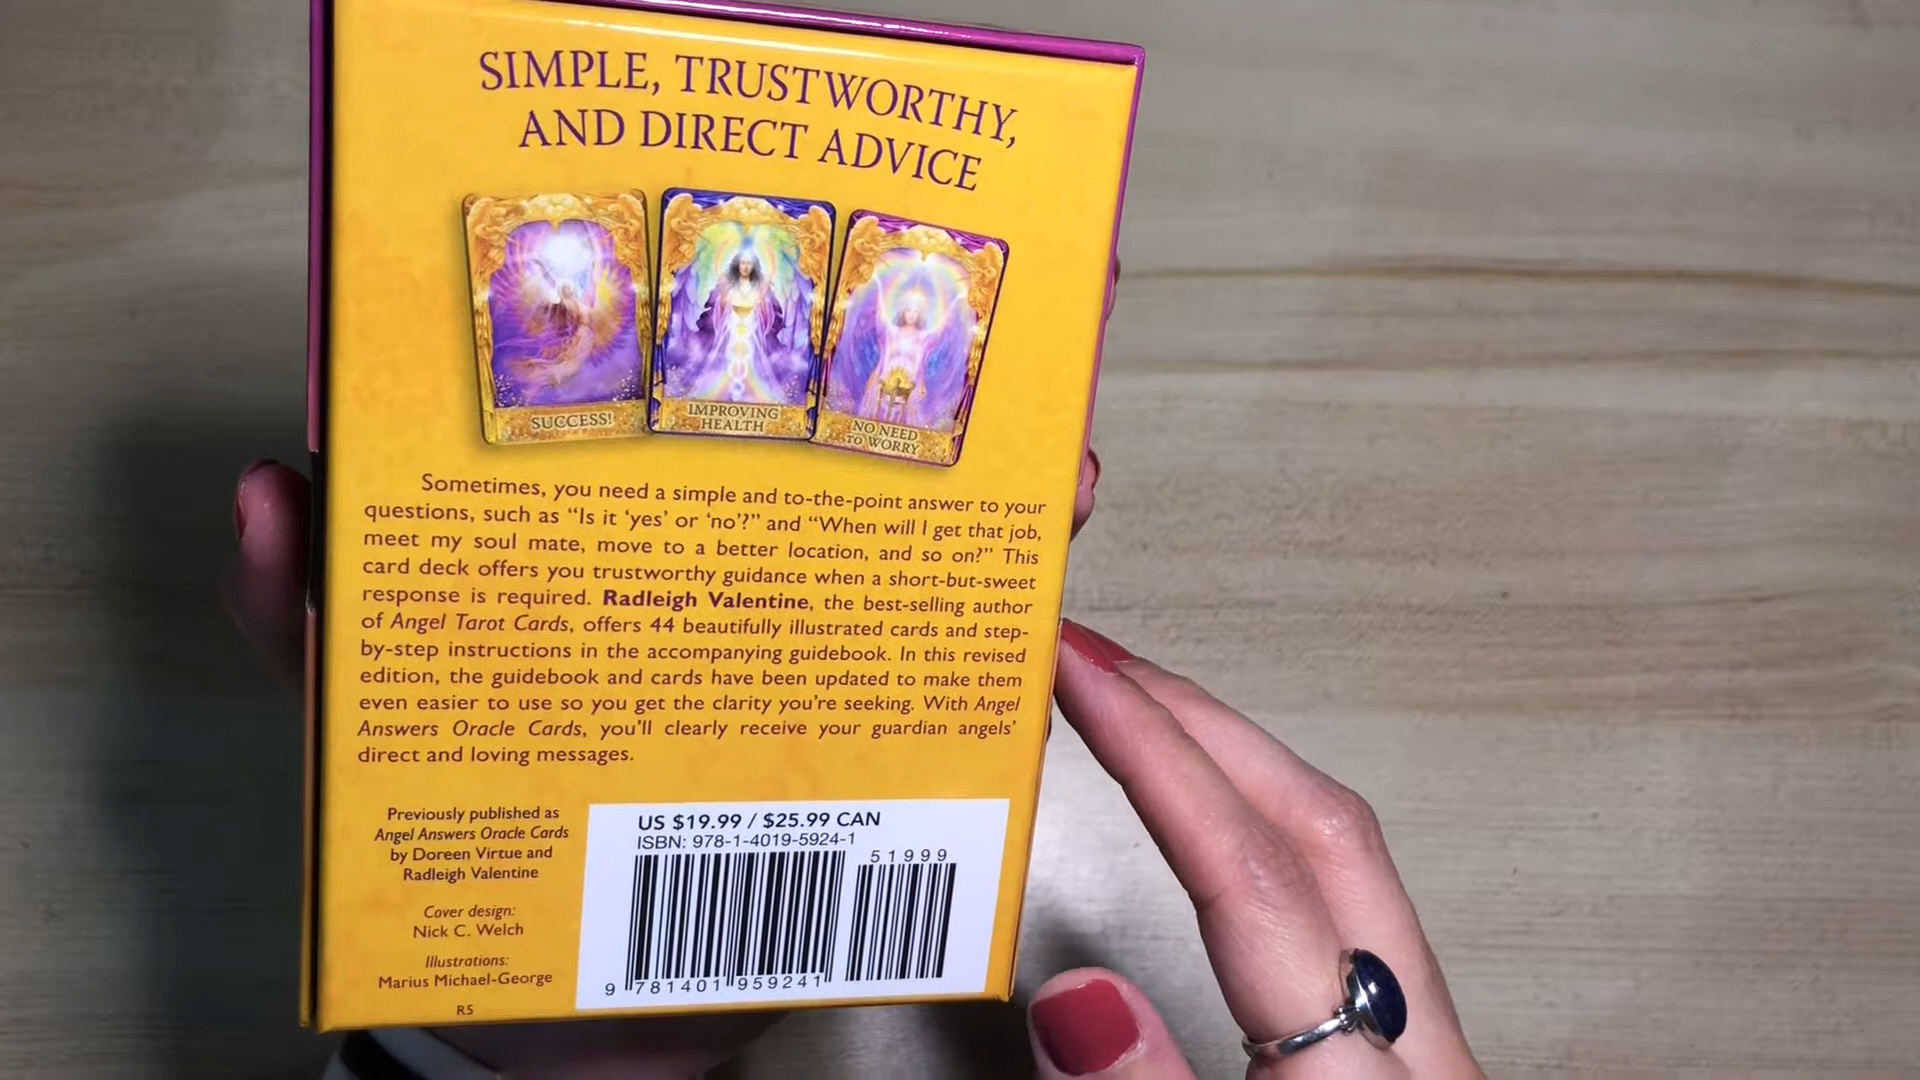 SIMPLE, TRUSTWORTHY,
AND DIRECT ADVICE
SUCCESS!
IMPROVING
HEALTH
NO NEED
TO WORRY
Sometimes, you need a simple and to-the-point answer to your
questions, such as “Is it ‘yes’ or ‘no’?” and “When will I get that job,
meet my soul mate, move to a better location, and so on?” This
card deck offers you trustworthy guidance when a short-but-sweet
response is required. Radleigh Valentine, the best-selling author
of Angel Tarot Cards, offers 44 beautifully illustrated cards and step-
by-step instructions in the accompanying guidebook. In this revised
edition, the guidebook and cards have been updated to make them
even easier to use so you get the clarity you’re seeking. With Angel
Answers Oracle Cards, you’ll clearly receive your guardian angels’
direct and loving messages.
Previously published as
Angel Answers Oracle Cards
by Doreen Virtue and
Radleigh Valentine
Cover design:
Nick C. Welch
Illustrations:
Marius Michael-George
R5
US $19.99 / $25.99 CAN
ISBN: 978-1-4019-5924-1
51999
9 781401 959241